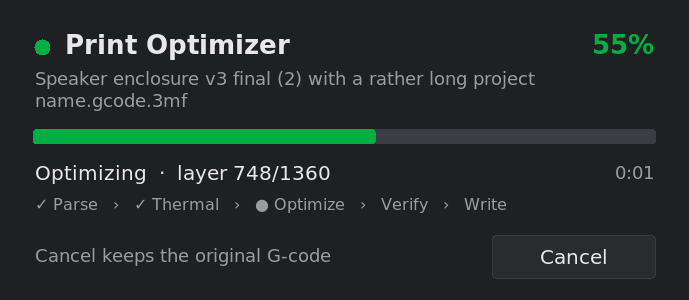 Print Optimizer 55%
Speaker enclosure v3 final (2) with a rather long project
name.gcode.3mf
Optimizing · layer 748/1360 0:01
✓ Parse › ✓ Thermal › ● Optimize › Verify › Write
Cancel keeps the original G-code Cancel